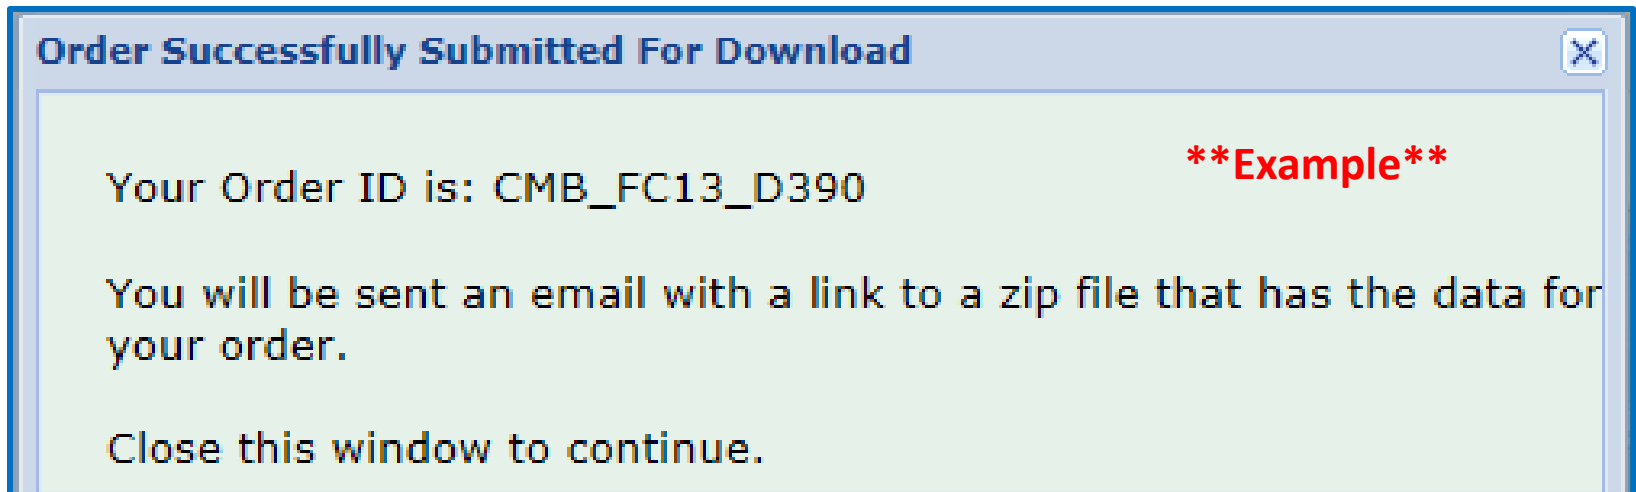 Order Successfully Submitted For Download
**Example**
Your Order ID is: CMB_FC13_D390
You will be sent an email with a link to a zip file that has the data for
your order.
Close this window to continue.